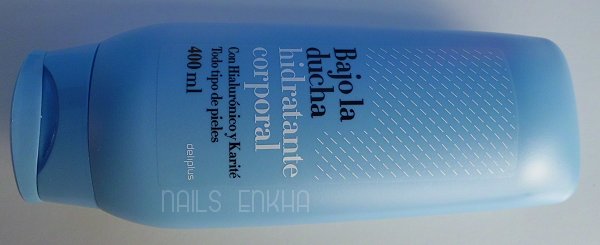 Bajo la
ducha
hidratante
corporal
Con Hialurónico y Karité
Todo tipo de pieles
400 ml
deliplus
NAILS ENKHA